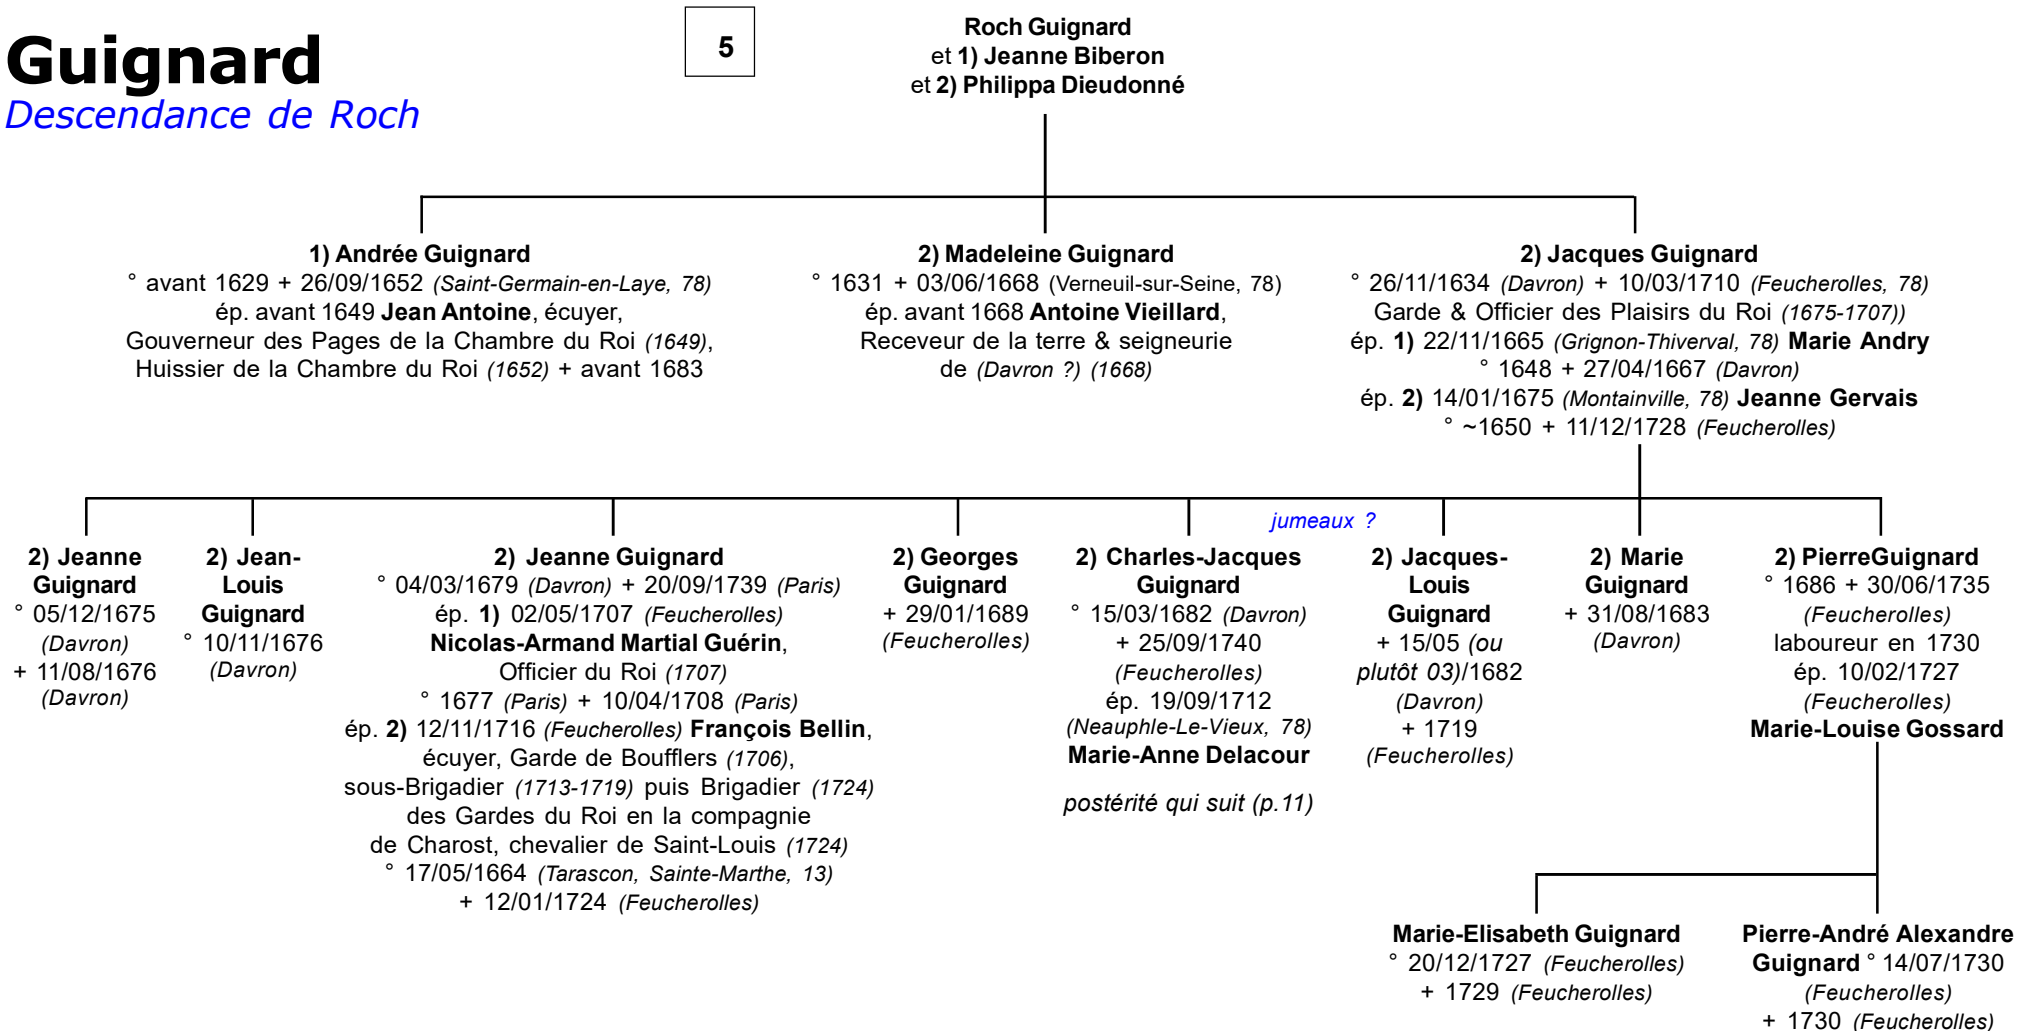 Guignard
Descendance de Roch
5
Roch Guignard
et 1) Jeanne Biberon
et 2) Philippa Dieudonné
1) Andrée Guignard
° avant 1629 + 26/09/1652 (Saint-Germain-en-Laye, 78)
ép. avant 1649 Jean Antoine, écuyer,
Gouverneur des Pages de la Chambre du Roi (1649),
Huissier de la Chambre du Roi (1652) + avant 1683
2) Madeleine Guignard
° 1631 + 03/06/1668 (Verneuil-sur-Seine, 78)
ép. avant 1668 Antoine Vieillard,
Receveur de la terre & seigneurie
de (Davron ?) (1668)
2) Jacques Guignard
° 26/11/1634 (Davron) + 10/03/1710 (Feucherolles, 78)
Garde & Officier des Plaisirs du Roi (1675-1707))
ép. 1) 22/11/1665 (Grignon-Thiverval, 78) Marie Andry
° 1648 + 27/04/1667 (Davron)
ép. 2) 14/01/1675 (Montainville, 78) Jeanne Gervais
° ~1650 + 11/12/1728 (Feucherolles)
2) Jeanne
Guignard
° 05/12/1675
(Davron)
+ 11/08/1676
(Davron)
2) Jean-
Louis
Guignard
° 10/11/1676
(Davron)
2) Jeanne Guignard
° 04/03/1679 (Davron) + 20/09/1739 (Paris)
ép. 1) 02/05/1707 (Feucherolles)
Nicolas-Armand Martial Guérin,
Officier du Roi (1707)
° 1677 (Paris) + 10/04/1708 (Paris)
ép. 2) 12/11/1716 (Feucherolles) François Bellin,
écuyer, Garde de Boufflers (1706),
sous-Brigadier (1713-1719) puis Brigadier (1724)
des Gardes du Roi en la compagnie
de Charost, chevalier de Saint-Louis (1724)
° 17/05/1664 (Tarascon, Sainte-Marthe, 13)
+ 12/01/1724 (Feucherolles)
2) Georges
Guignard
+ 29/01/1689
(Feucherolles)
2) Charles-Jacques
Guignard
° 15/03/1682 (Davron)
+ 25/09/1740
(Feucherolles)
ép. 19/09/1712
(Neauphle-Le-Vieux, 78)
Marie-Anne Delacour
postérité qui suit (p.11)
jumeaux ?
2) Jacques-
Louis
Guignard
+ 15/05 (ou
plutôt 03)/1682
(Davron)
+ 1719
(Feucherolles)
2) Marie
Guignard
+ 31/08/1683
(Davron)
2) PierreGuignard
° 1686 + 30/06/1735
(Feucherolles)
laboureur en 1730
ép. 10/02/1727
(Feucherolles)
Marie-Louise Gossard
Marie-Elisabeth Guignard
° 20/12/1727 (Feucherolles)
+ 1729 (Feucherolles)
Pierre-André Alexandre
Guignard ° 14/07/1730
(Feucherolles)
+ 1730 (Feucherolles)